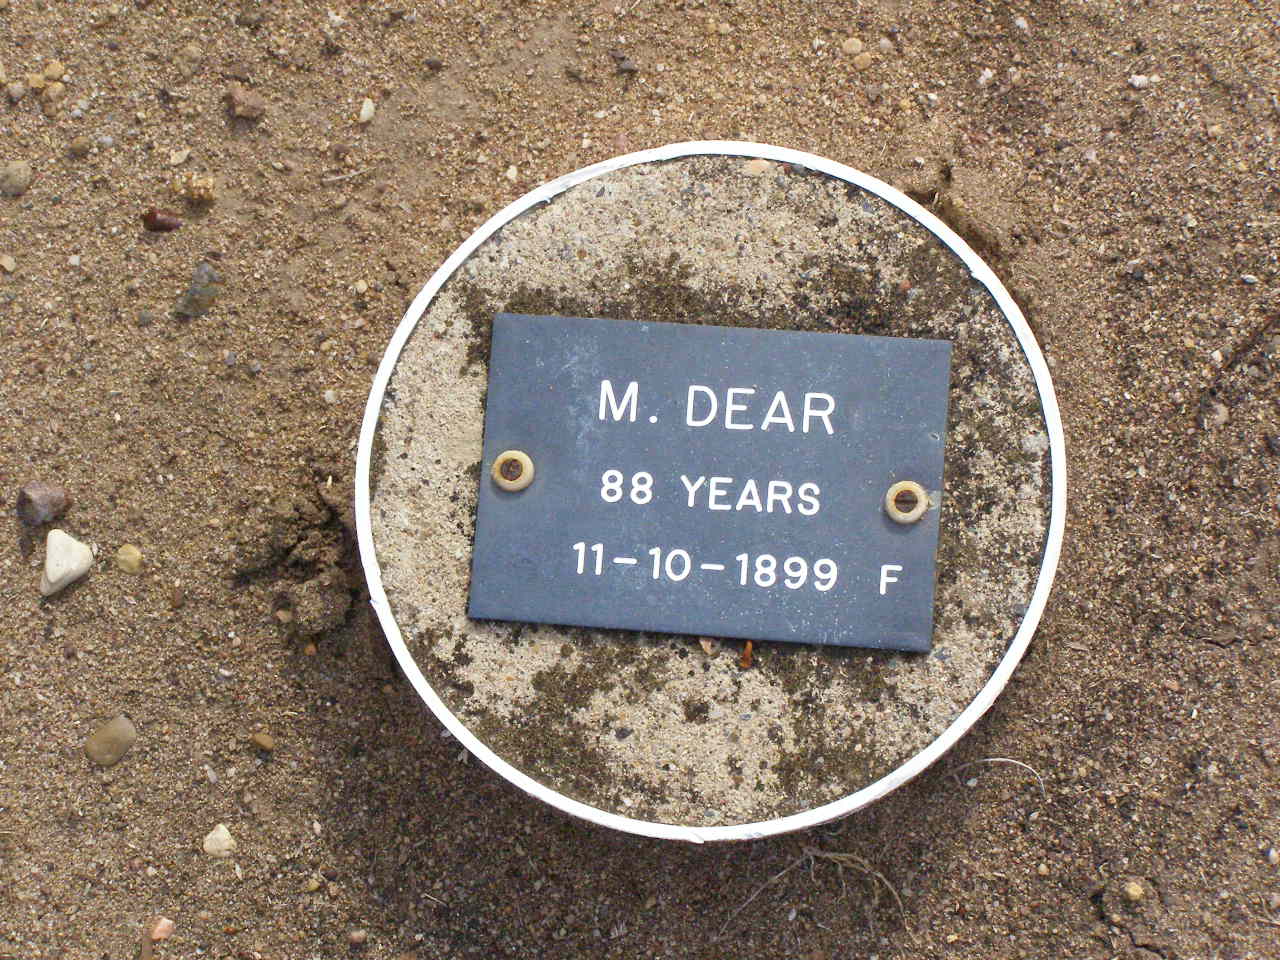 M. DEAR
88 YEARS
11-10-1899 F